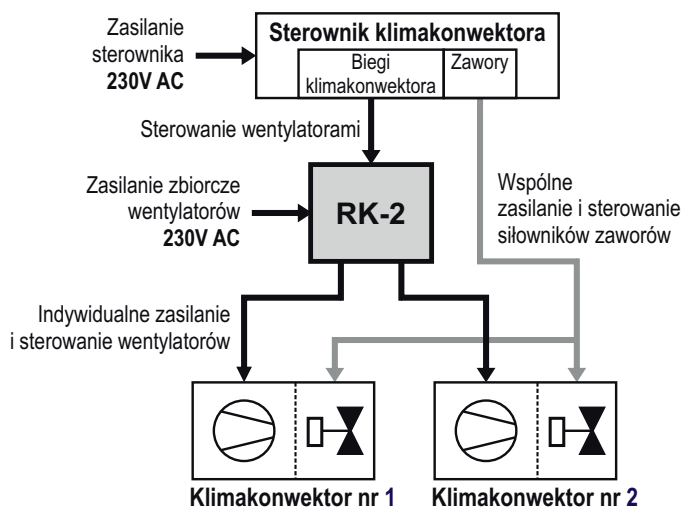 Zasilanie
sterownika
230V AC
Sterownik klimakonwektora
Biegi
klimakonwektora
Zawory
Sterowanie wentylatorami
Zasilanie zbiorcze
wentylatorów
230V AC
RK-2
Wspólne
zasilanie i sterowanie
siłowników zaworów
Indywidualne zasilanie
i sterowanie wentylatorów
Klimakonwektor nr 1
Klimakonwektor nr 2